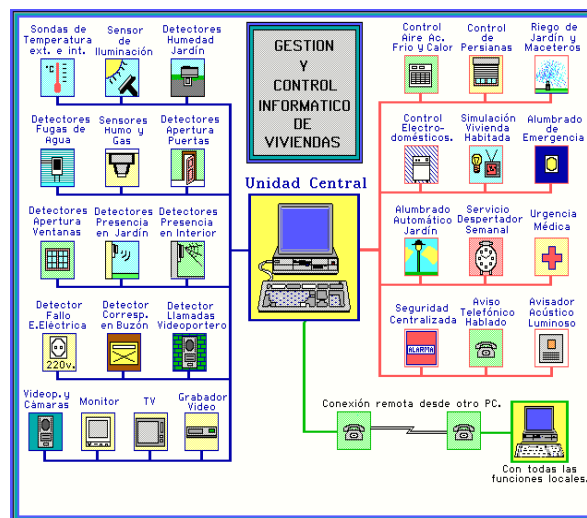 Sondas de
Temperatura
ext. e int.
Sensor
de
Iluminación
Detectores
Humedad
Jardín
°C
GESTION
Y
CONTROL
INFORMATICO
DE
VIVIENDAS
Control
Aire Ac.
Frio y Calor
Control
de
Persianas
Riego de
Jardín y
Maceteros
Detectores
Fugas de
Agua
Sensores
Humo y
Gas
Detectores
Apertura
Puertas
Control
Electro-
domésticos.
Simulación
Vivienda
Habitada
Alumbrado
de
Emergencia
Unidad Central
Detectores
Apertura
Ventanas
Detectores
Presencia
en Jardín
Detectores
Presencia
en Interior
Alumbrado
Automático
Jardín
Servicio
Despertador
Semanal
Urgencia
Médica
Detector
Fallo
E.Eléctrica
220v.
Detector
Corresp.
en Buzón
Detector
Llamadas
Videoportero
Seguridad
Centralizada
ALARMA
Aviso
Telefónico
Hablado
Avisador
Acústico
Luminoso
Videop.y
Cámaras
Monitor
TV
Grabador
Video
Conexión remota desde otro PC.
Con todas las
funciones locales.